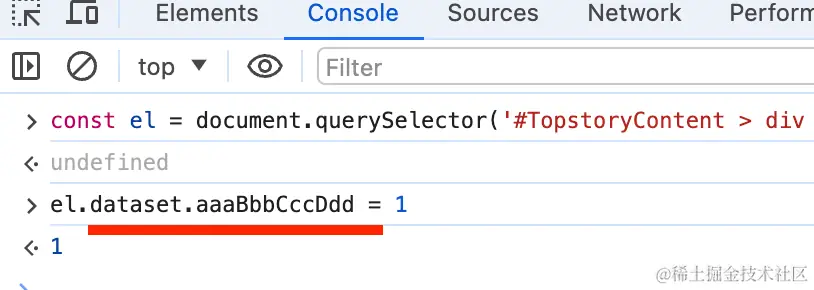 Elements Console Sources Network Perform
top Filter
const el = document.querySelector('#TopstoryContent > div
undefined
el.dataset.aaaBbbCccDdd = 1
1
@稀土掘金技术社区